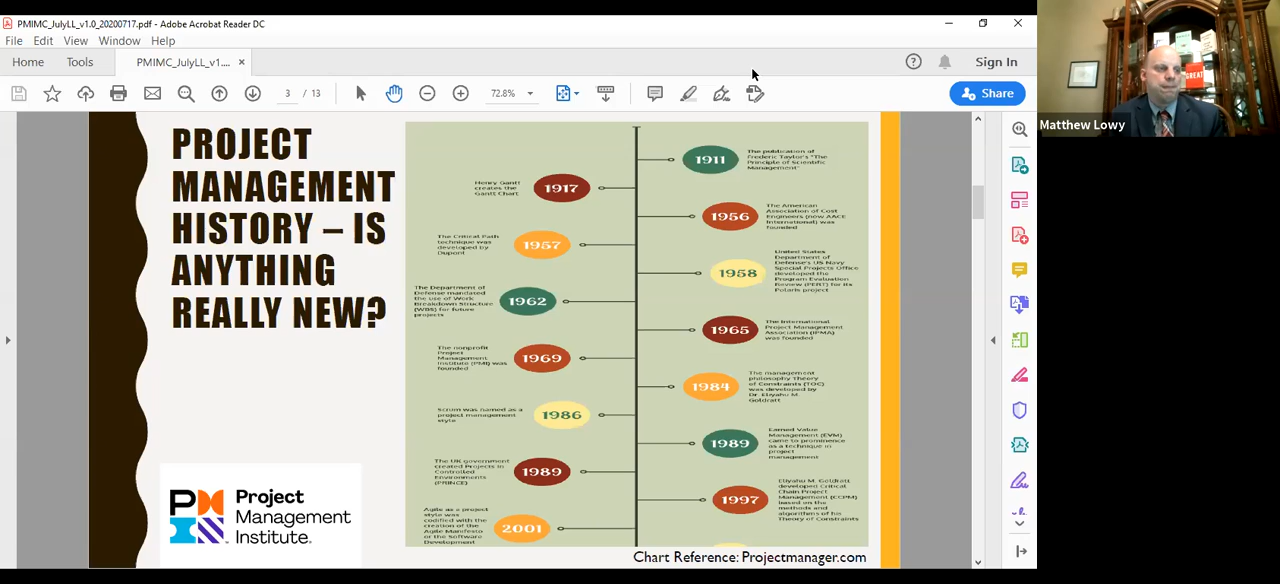 PMIMC_JulyLL_v1.0_20200717.pdf - Adobe Acrobat Reader DC
File Edit View Window Help
Home Tools PMIMC_JulyLL_v1.... × Sign In
3 / 13 72.8% Share
Matthew Lowy
GREAT
PROJECT
MANAGEMENT
HISTORY – IS
ANYTHING
REALLY NEW?
1911
The publication of
Frederic Taylor's "The
Principle of Scientific
Management"
Henry Gantt
creates the
Gantt Chart
1917
1956
The American
Association of Cost
Engineers (now AACE
International) was
founded
The Critical Path
technique was
developed by
Dupont
1957
1958
United States
Department of
Defense's US Navy
Special Projects Office
developed the
Program Evaluation
Review (PERT) for its
Polaris project
The Department of
Defense mandated
the use of Work
Breakdown Structure
(WBS) for future
projects
1962
1965
The International
Project Management
Association (IPMA)
was founded
The nonprofit
Project
Management
Institute (PMI) was
founded
1969
1984
The management
philosophy Theory
of Constraints (TOC)
was developed by
Dr. Eliyahu M.
Goldratt
Scrum was named as a
project management
style
1986
1989
Earned Value
Management (EVM)
came to prominence
as a technique in
project
management
The UK government
created Projects in
Controlled
Environments
(PRINCE)
1989
1997
Eliyahu M. Goldratt
developed Critical
Chain Project
Management (CCPM)
based on the
methods and
algorithms of his
Theory of Constraints
Agile as a project
style was
codified with the
creation of the
Agile Manifesto
or the Software
Development
2001
Project
Management
Institute.
Chart Reference: Projectmanager.com